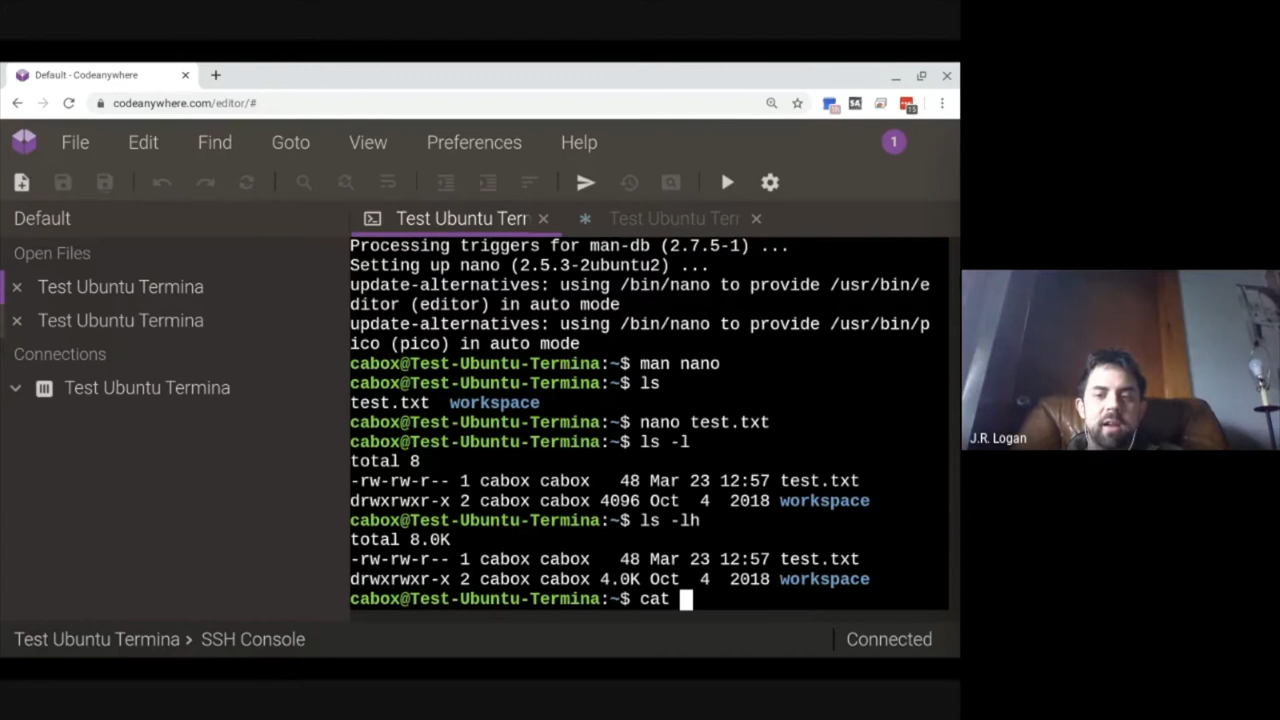 Default - Codeanywhere
codeanywhere.com/editor/#
15
File Edit Find Goto View Preferences Help
1
Default
Test Ubuntu Terr
Test Ubuntu Terr
Open Files
Test Ubuntu Termina
Test Ubuntu Termina
Connections
Test Ubuntu Termina
Processing triggers for man-db (2.7.5-1) ...
Setting up nano (2.5.3-2ubuntu2) ...
update-alternatives: using /bin/nano to provide /usr/bin/e
ditor (editor) in auto mode
update-alternatives: using /bin/nano to provide /usr/bin/p
ico (pico) in auto mode
cabox@Test-Ubuntu-Termina:~$ man nano
cabox@Test-Ubuntu-Termina:~$ ls
test.txt workspace
cabox@Test-Ubuntu-Termina:~$ nano test.txt
cabox@Test-Ubuntu-Termina:~$ ls -l
total 8
-rw-rw-r-- 1 cabox cabox 48 Mar 23 12:57 test.txt
drwxrwxr-x 2 cabox cabox 4096 Oct 4 2018 workspace
cabox@Test-Ubuntu-Termina:~$ ls -lh
total 8.0K
-rw-rw-r-- 1 cabox cabox 48 Mar 23 12:57 test.txt
drwxrwxr-x 2 cabox cabox 4.0K Oct 4 2018 workspace
cabox@Test-Ubuntu-Termina:~$ cat
Test Ubuntu Termina > SSH Console
Connected
J.R. Logan